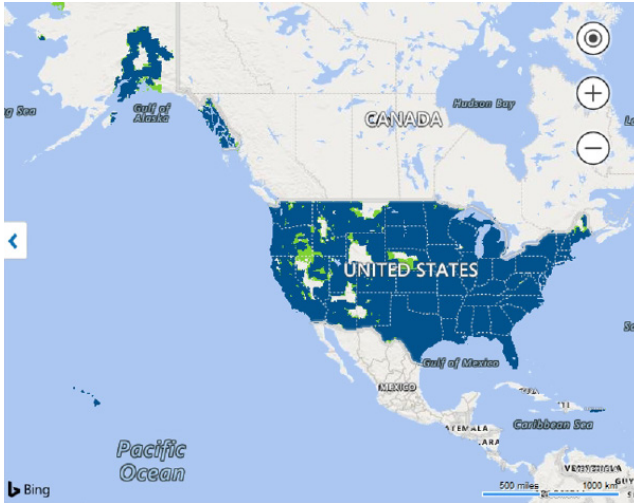 Gulf of
Alaska
Hudson Bay
CANADA
UNITED STATES
Gulf of Mexico
MEXICO
Caribbean Sea
Pacific
Ocean
500 miles
1000 km
Bing